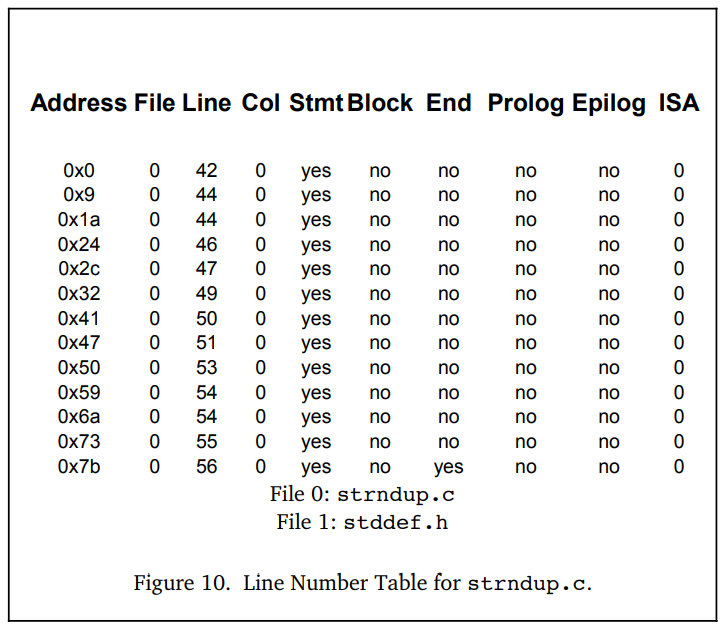 Address File Line Col Stmt Block End Prolog Epilog ISA
0x0 0 42 0 yes no no no no 0
0x9 0 44 0 yes no no no no 0
0x1a 0 44 0 yes no no no no 0
0x24 0 46 0 yes no no no no 0
0x2c 0 47 0 yes no no no no 0
0x32 0 49 0 yes no no no no 0
0x41 0 50 0 yes no no no no 0
0x47 0 51 0 yes no no no no 0
0x50 0 53 0 yes no no no no 0
0x59 0 54 0 yes no no no no 0
0x6a 0 54 0 yes no no no no 0
0x73 0 55 0 yes no no no no 0
0x7b 0 56 0 yes no yes no no 0
File 0: strndup.c
File 1: stddef.h
Figure 10. Line Number Table for strndup.c.